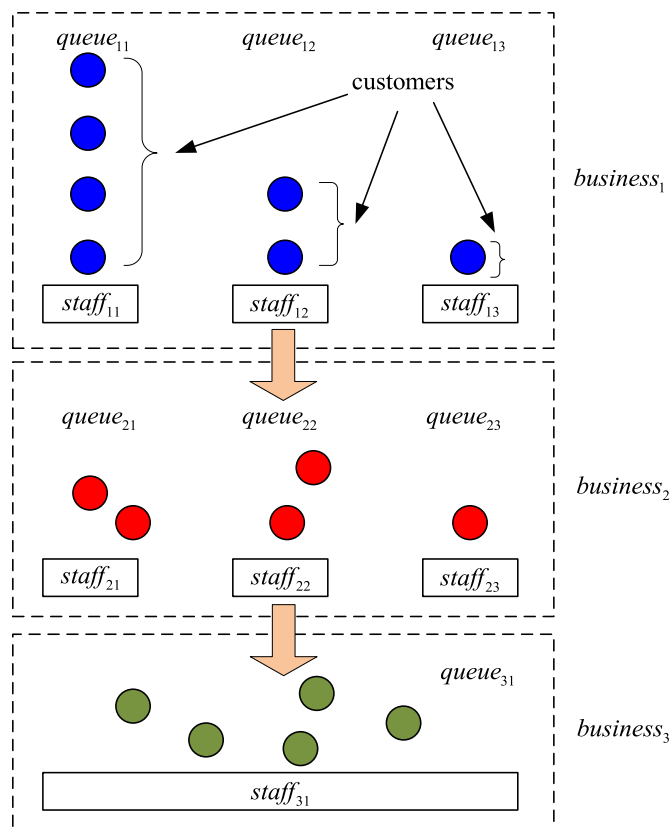 queue₁₁ queue₁₂ queue₁₃
customers
business₁
staff₁₁ staff₁₂ staff₁₃
queue₂₁ queue₂₂ queue₂₃
business₂
staff₂₁ staff₂₂ staff₂₃
queue₃₁
business₃
staff₃₁